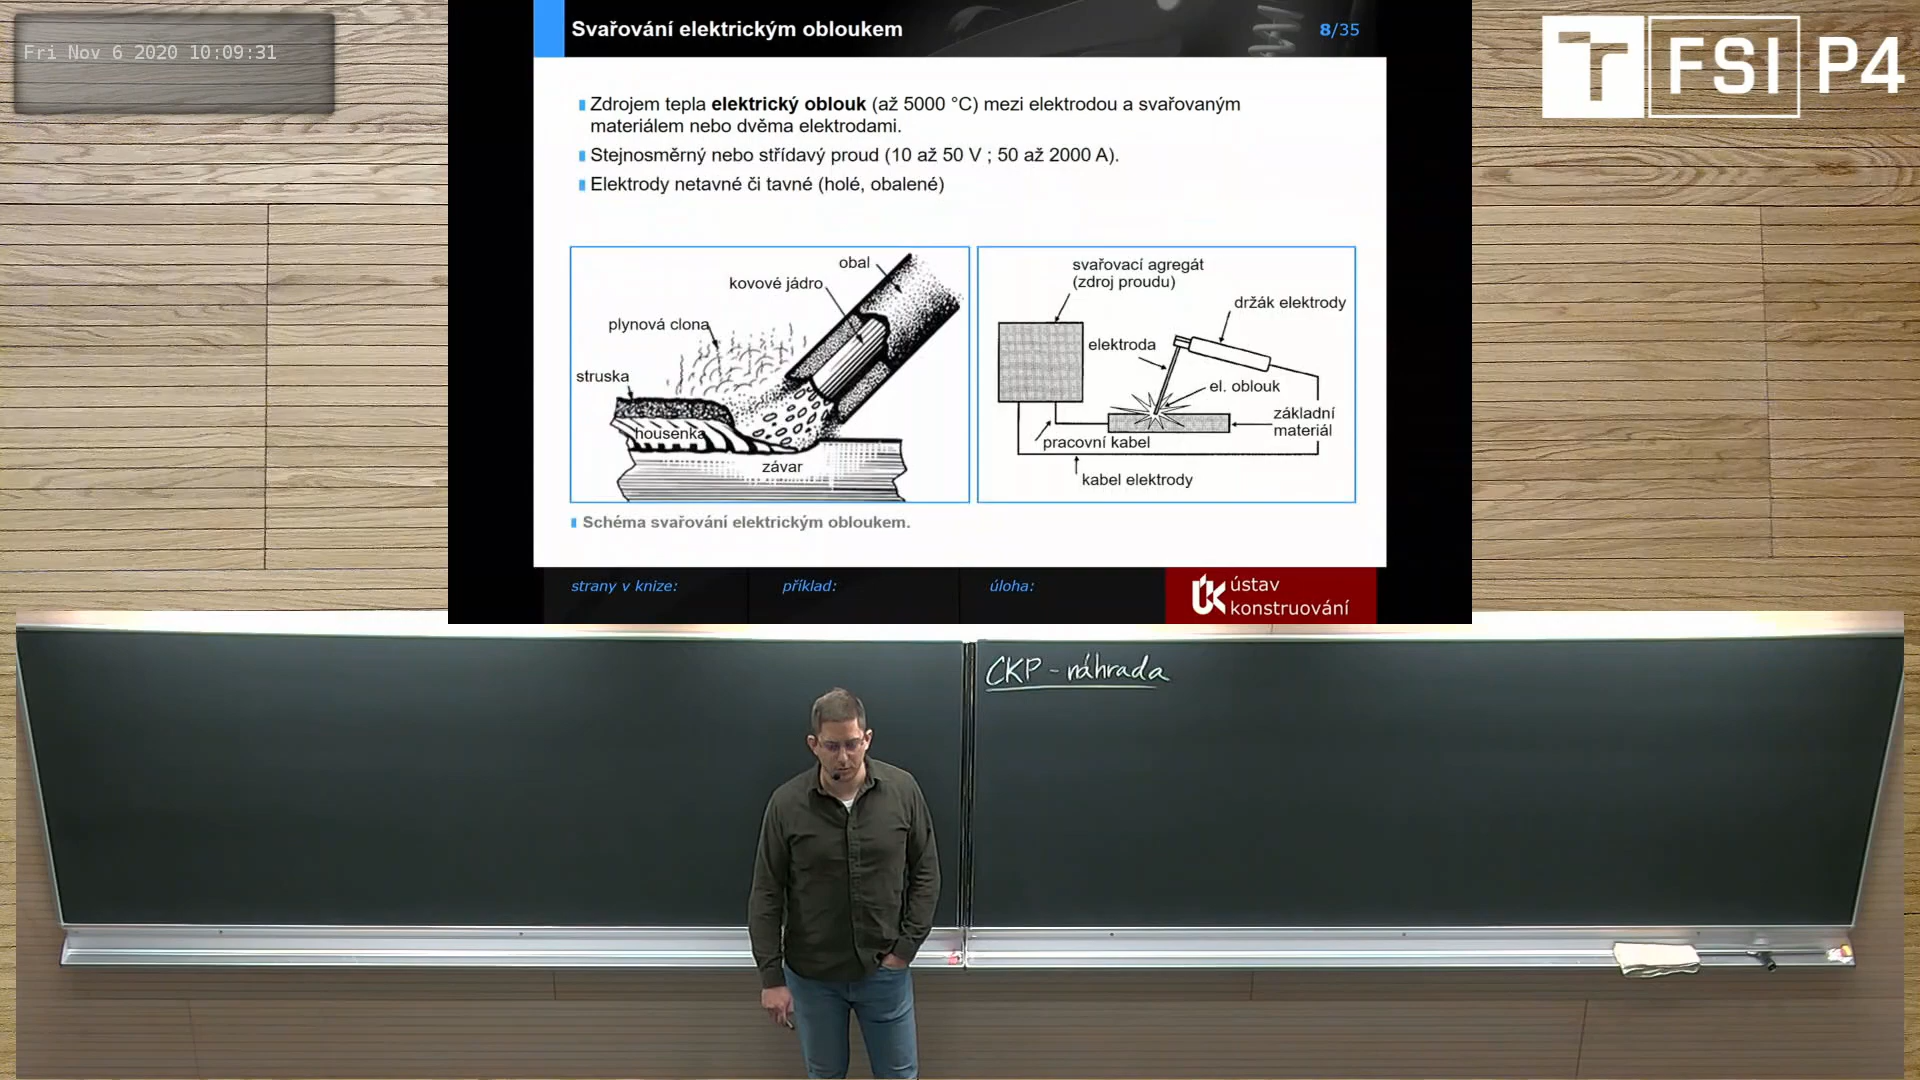 Fri Nov 6 2020 10:09:31
Svařování elektrickým obloukem
8/35
FSI P4
Zdrojem tepla elektrický oblouk (až 5000 °C) mezi elektrodou a svařovaným
materiálem nebo dvěma elektrodami.
Stejnosměrný nebo střídavý proud (10 až 50 V ; 50 až 2000 A).
Elektrody netavné či tavné (holé, obalené)
obal
kovové jádro
plynová clona
struska
housenka
závar
svařovací agregát
(zdroj proudu)
držák elektrody
elektroda
el. oblouk
základní
materiál
pracovní kabel
kabel elektrody
Schéma svařování elektrickým obloukem.
strany v knize:
příklad:
úloha:
ústav
konstruování
CKP - náhrada